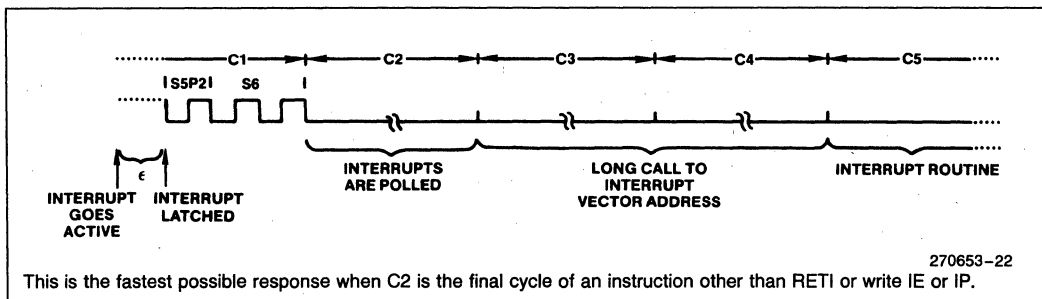 C1 C2 C3 C4 C5
S5P2 S6
INTERRUPTS
ARE POLLED
LONG CALL TO
INTERRUPT
VECTOR ADDRESS
INTERRUPT ROUTINE
ϵ
INTERRUPT
GOES
ACTIVE
INTERRUPT
LATCHED
270653-22
This is the fastest possible response when C2 is the final cycle of an instruction other than RETI or write IE or IP.